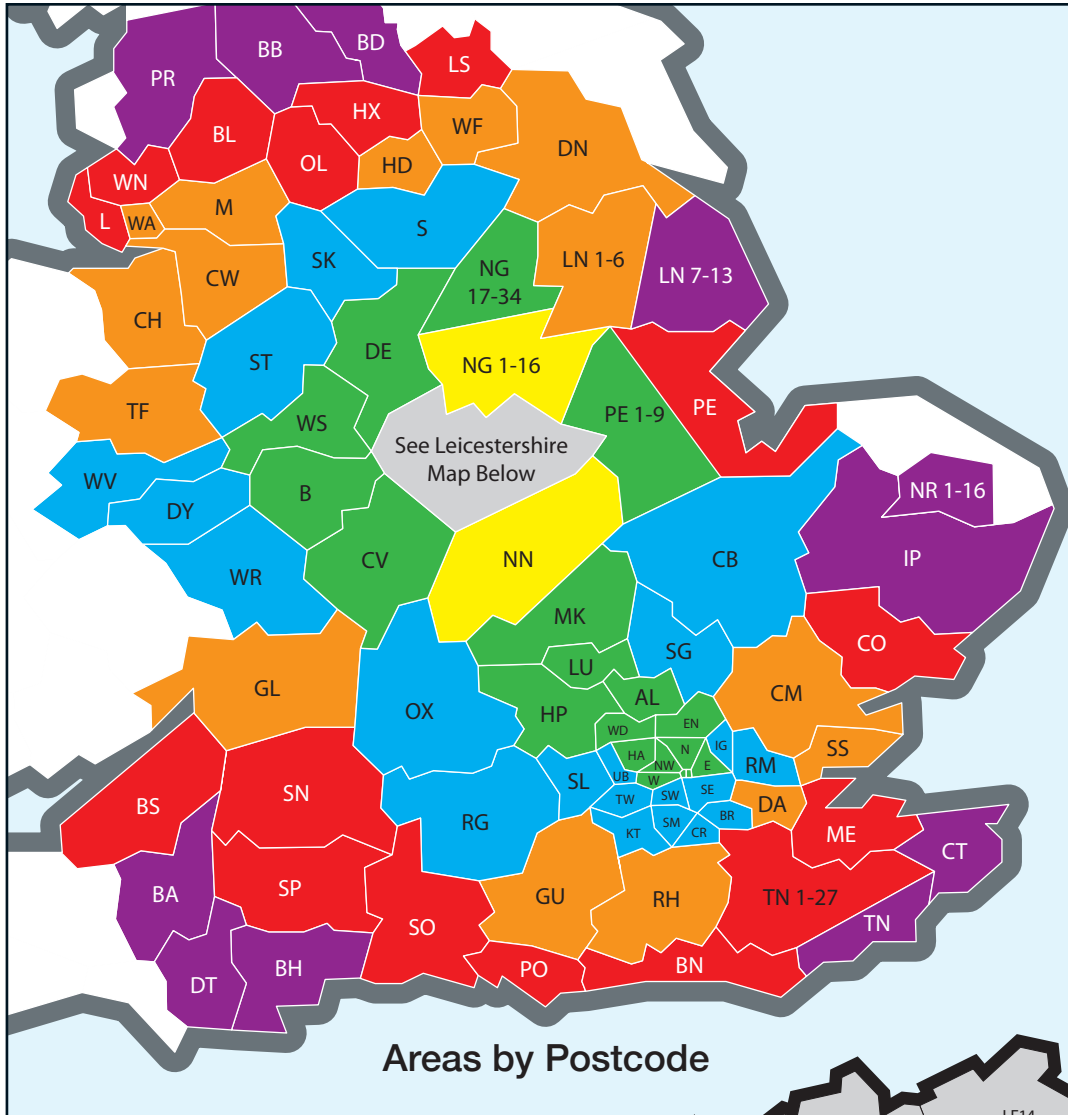 BD
BB
LS
PR
HX
WF
BL
DN
OL
HD
WN
M
L
WA
S
SK
CW
NG
17-34
LN 1-6
LN 7-13
CH
DE
ST
NG 1-16
TF
PE
PE 1-9
WS
See Leicestershire
Map Below
WV
B
NR 1-16
DY
CV
NN
CB
IP
WR
MK
SG
CO
LU
GL
OX
HP
AL
CM
WD
EN
IG
SS
HA
NW
N
E
RM
UB
W
SL
TW
SW
SE
DA
BS
SN
RG
KT
SM
CR
BR
ME
CT
BA
SP
GU
RH
TN 1-27
SO
TN
DT
BH
PO
BN
Areas by Postcode